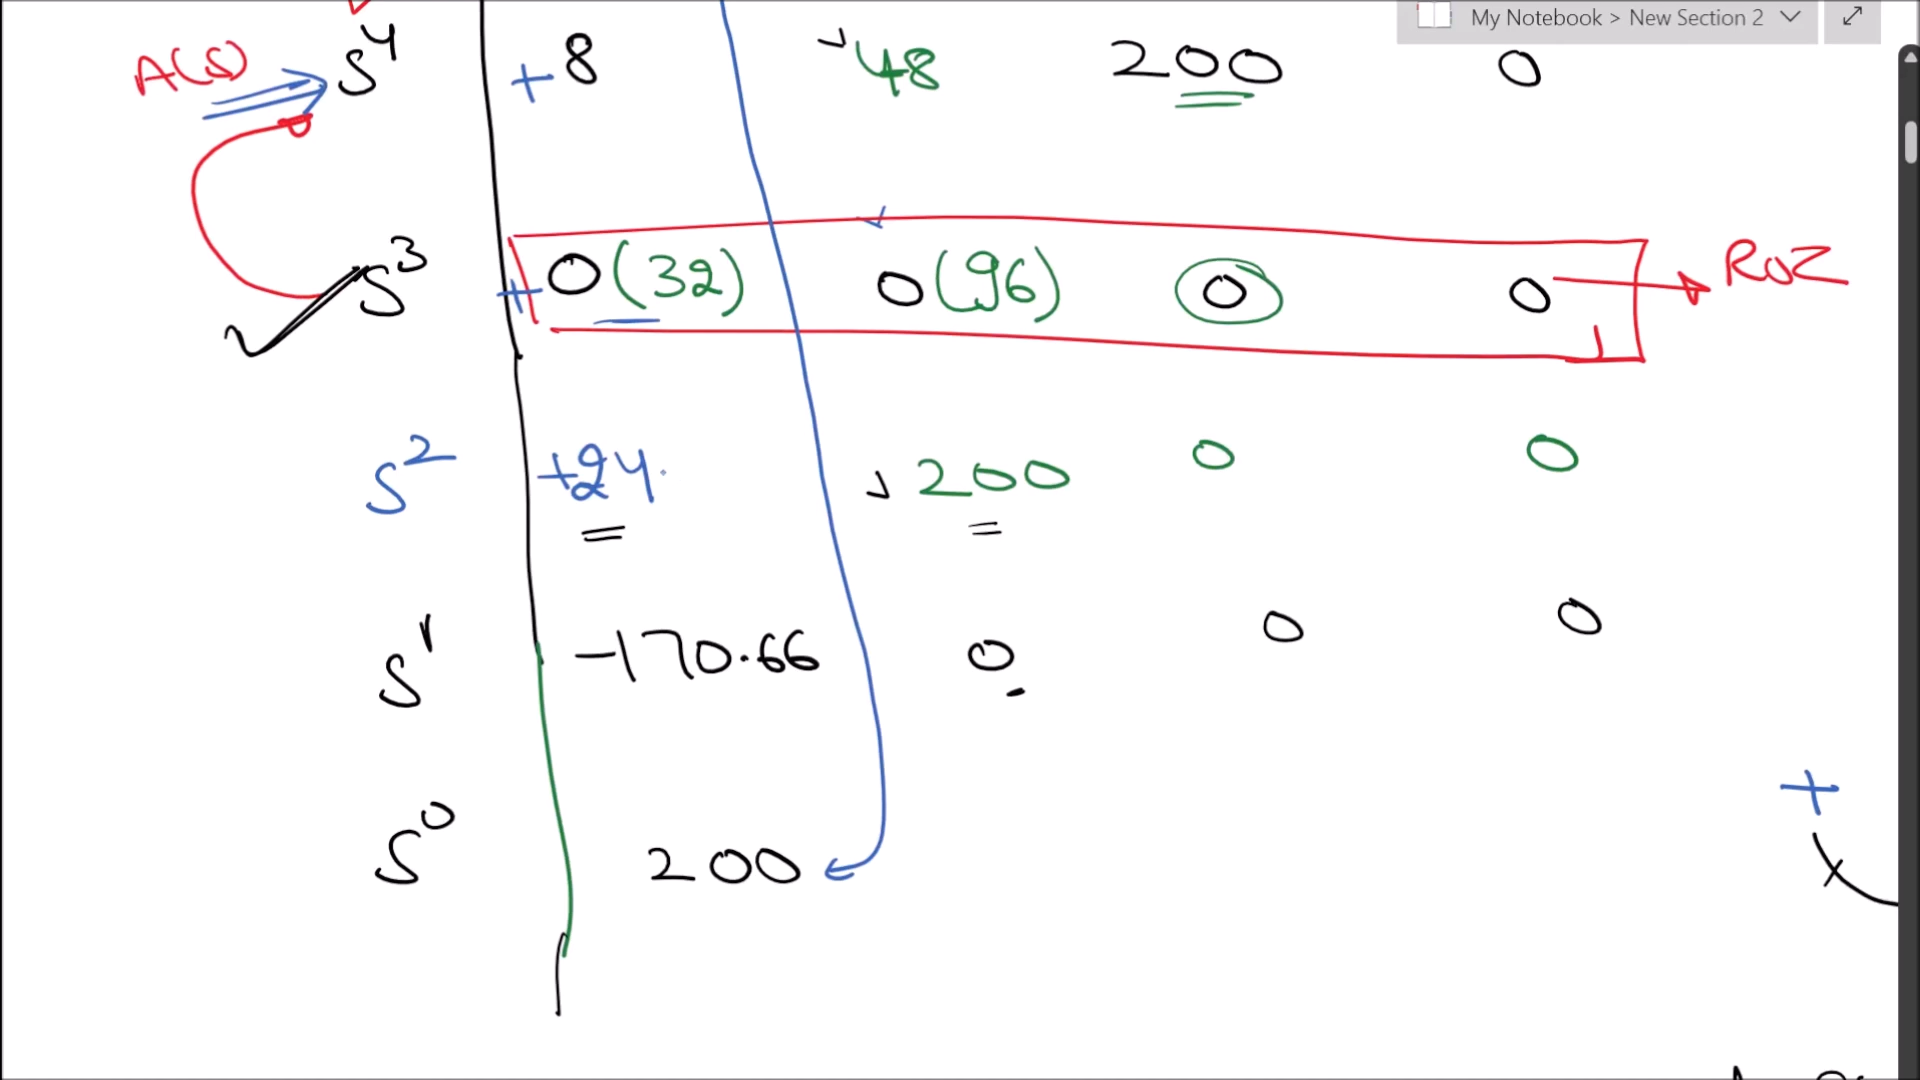 My Notebook > New Section 2
A(s) s⁴ +8 48 200 0
s³ + 0(32) 0(96) 0 0 ROZ
s² +24 200 0 0
s¹ -170.66 0 0 0
+
s⁰ 200